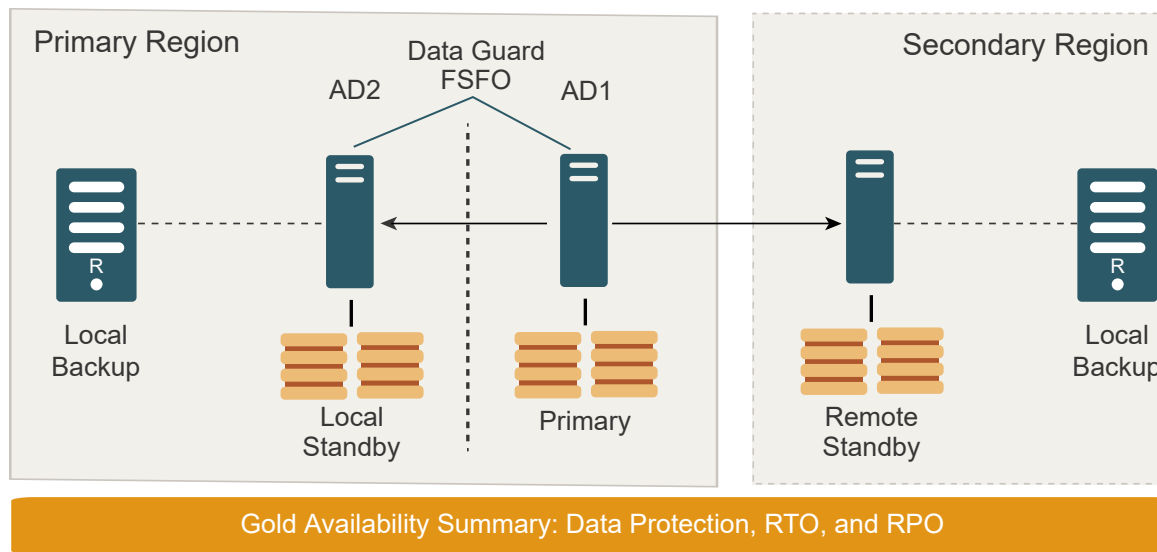 Primary Region
Data Guard
FSFO
AD2
AD1
Secondary Region
R
R
Local
Backup
Local
Standby
Primary
Remote
Standby
Local
Backup
Gold Availability Summary: Data Protection, RTO, and RPO